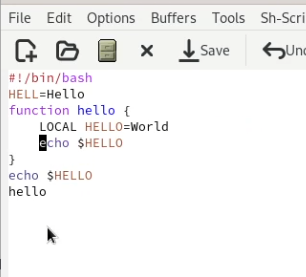 File Edit Options Buffers Tools Sh-Scri
Save Und
#!/bin/bash
HELL=Hello
function hello {
    LOCAL HELLO=World
    echo $HELLO
}
echo $HELLO
hello